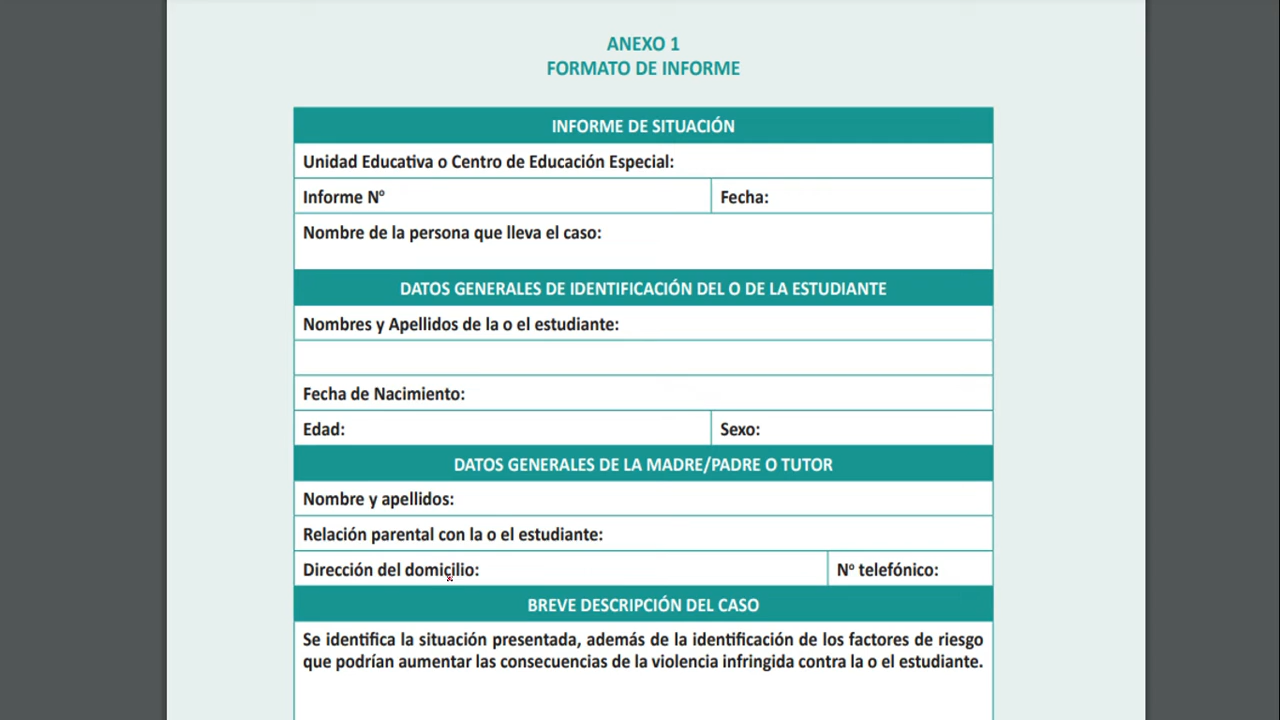 ANEXO 1
FORMATO DE INFORME
INFORME DE SITUACIÓN
Unidad Educativa o Centro de Educación Especial:
Informe Nº
Fecha:
Nombre de la persona que lleva el caso:
DATOS GENERALES DE IDENTIFICACIÓN DEL O DE LA ESTUDIANTE
Nombres y Apellidos de la o el estudiante:
Fecha de Nacimiento:
Edad:
Sexo:
DATOS GENERALES DE LA MADRE/PADRE O TUTOR
Nombre y apellidos:
Relación parental con la o el estudiante:
Dirección del domicilio:
Nº telefónico:
BREVE DESCRIPCIÓN DEL CASO
Se identifica la situación presentada, además de la identificación de los factores de riesgo
que podrían aumentar las consecuencias de la violencia infringida contra la o el estudiante.